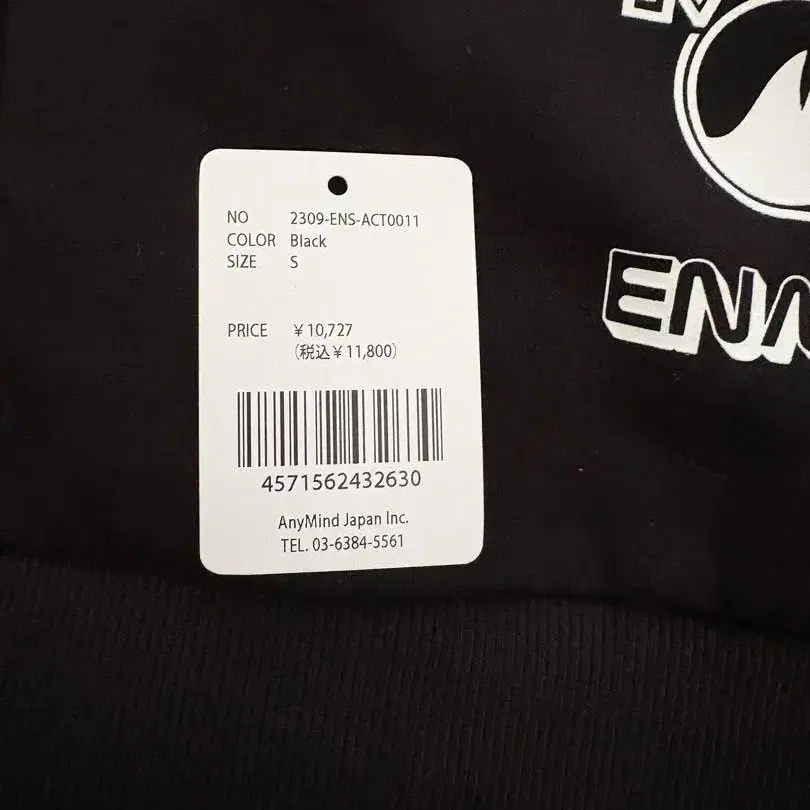 NO 2309-ENS-ACT0011
COLOR Black
SIZE S
PRICE ¥10,727
(税込¥11,800)
4571562432630
AnyMind Japan Inc.
TEL. 03-6384-5561